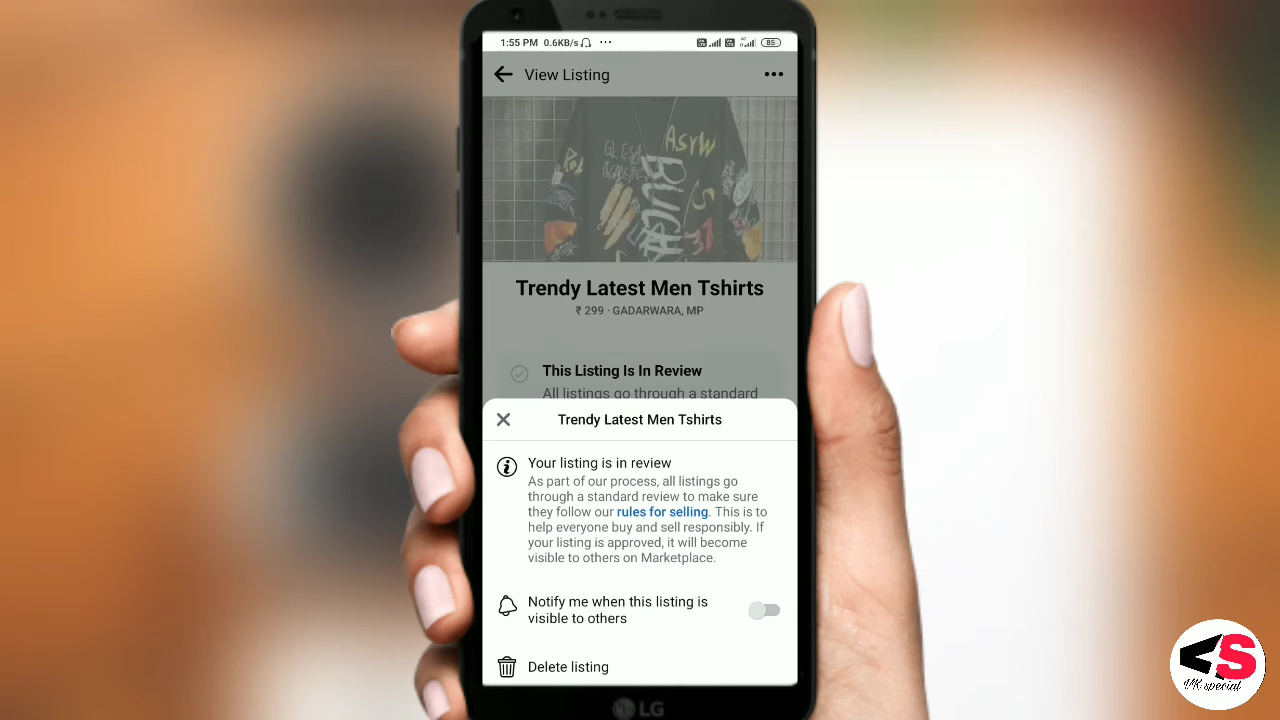 1:55 PM 0.6KB/s ...
4G
85
View Listing
Asrw
Trendy Latest Men Tshirts
₹ 299 · GADARWARA, MP
This Listing Is In Review
All listings go through a standard
Trendy Latest Men Tshirts
Your listing is in review
As part of our process, all listings go
through a standard review to make sure
they follow our rules for selling. This is to
help everyone buy and sell responsibly. If
your listing is approved, it will become
visible to others on Marketplace.
Notify me when this listing is
visible to others
Delete listing
LG
S
special